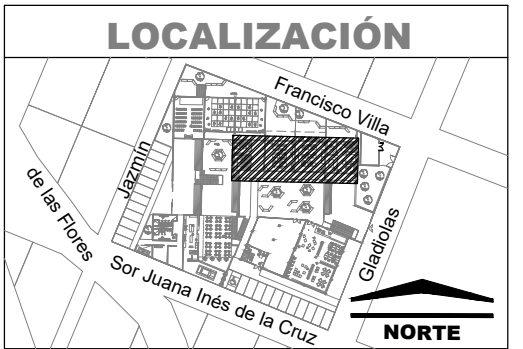 LOCALIZACIÓN
Francisco Villa
Jazmín
de las Flores
Gladiolas
Sor Juana Inés de la Cruz
NORTE